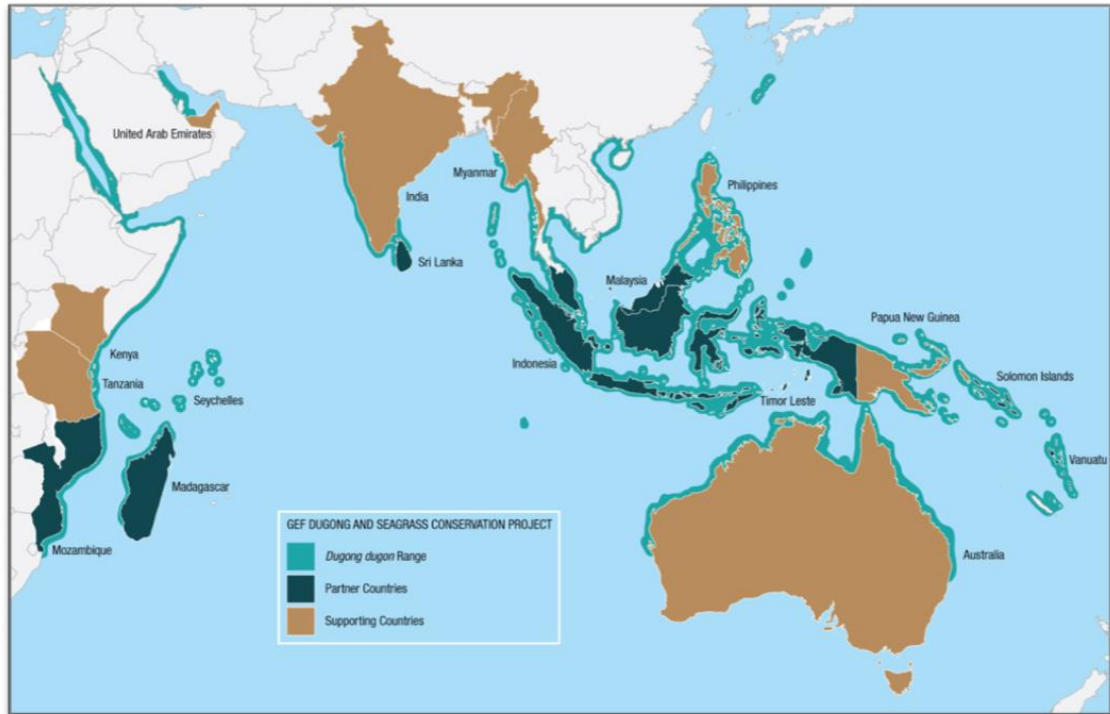 United Arab Emirates
Myanmar
India
Philippines
Sri Lanka
Malaysia
Papua New Guinea
Kenya
Indonesia
Solomon Islands
Tanzania
Seychelles
Timor Leste
Vanuatu
Madagascar
GEF DUGONG AND SEAGRASS CONSERVATION PROJECT
Dugong dugon Range
Mozambique
Australia
Partner Countries
Supporting Countries